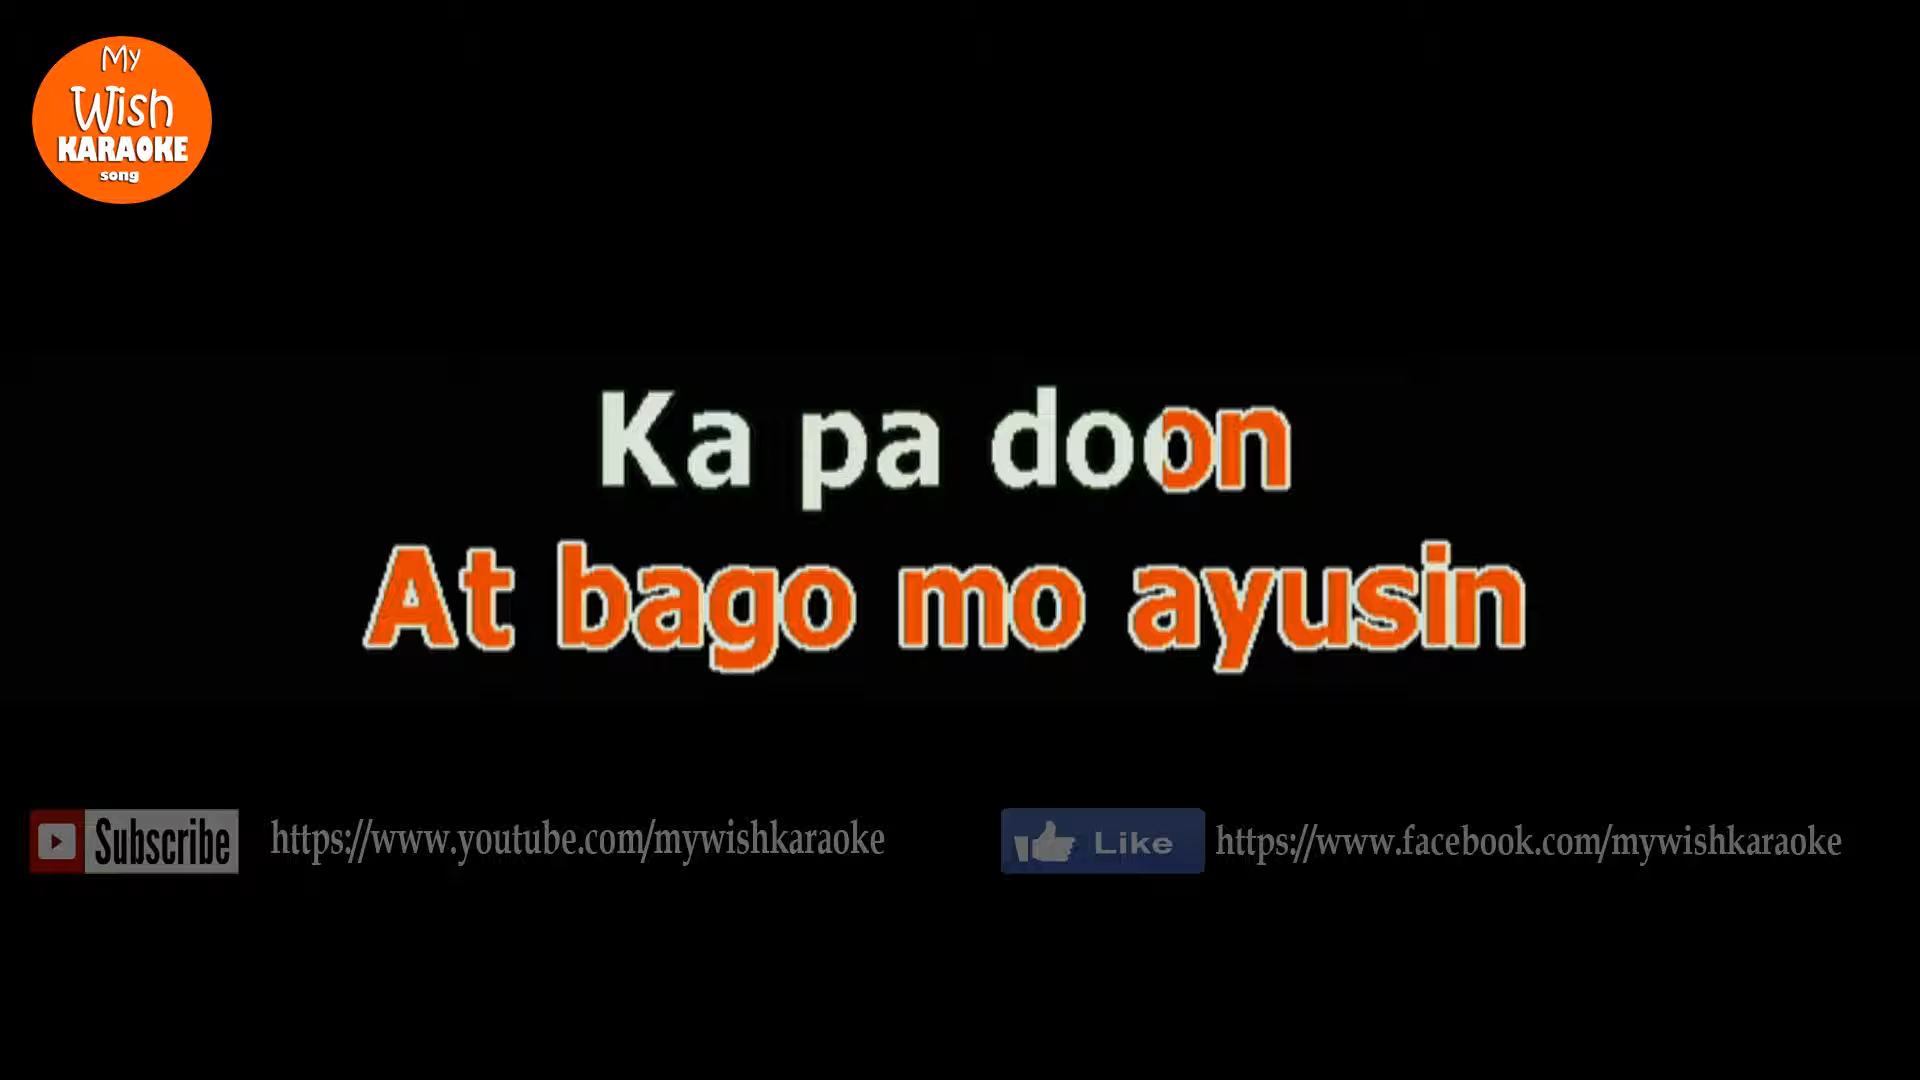 My
Wish
KARAOKE
song
Ka pa doon
At bago mo ayusin
Subscribe https://www.youtube.com/mywishkaraoke
Like https://www.facebook.com/mywishkaraoke